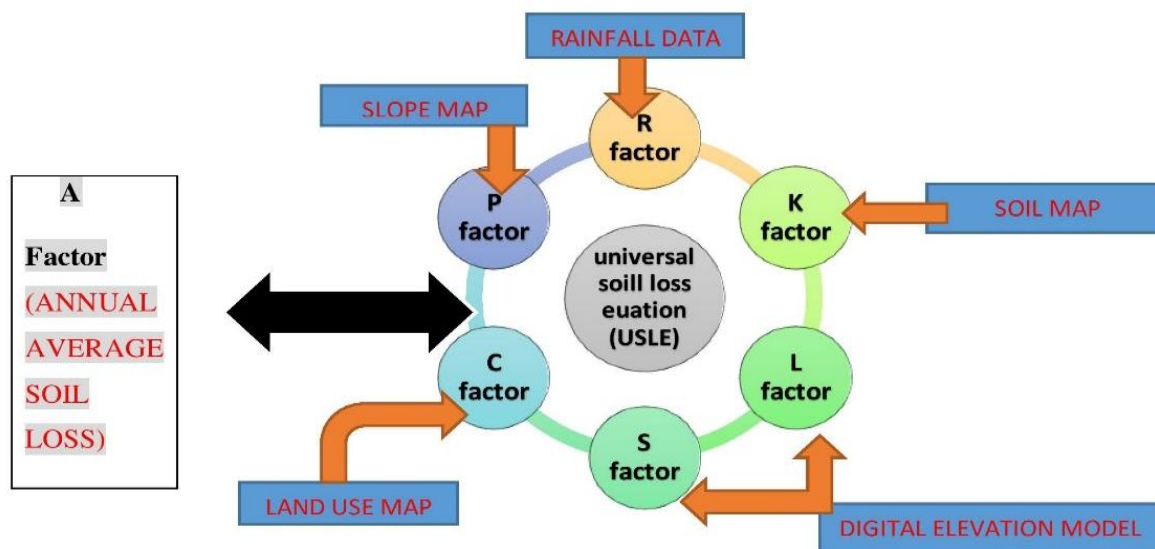 RAINFALL DATA
SLOPE MAP
R
factor
P
factor
K
factor
SOIL MAP
A
Factor
(ANNUAL
AVERAGE
SOIL
LOSS)
universal
soill loss
euation
(USLE)
C
factor
L
factor
S
factor
LAND USE MAP
DIGITAL ELEVATION MODEL